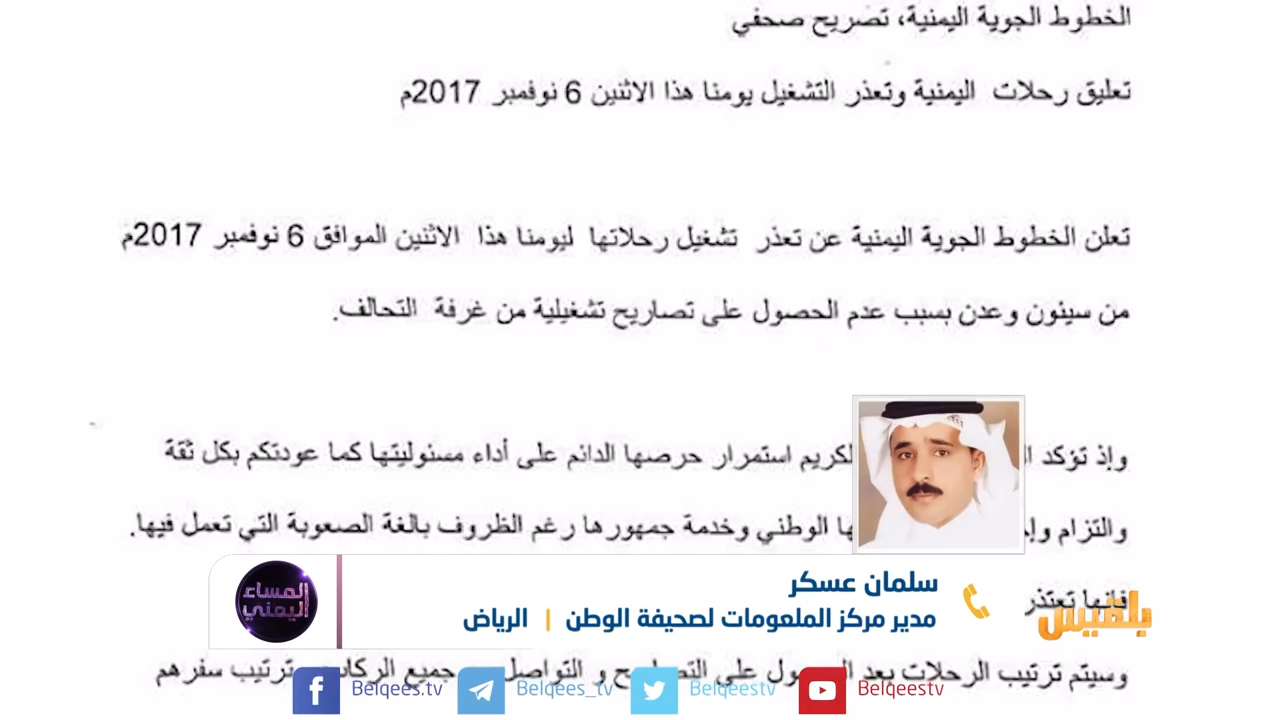 الخطوط الجوية اليمنية، تصريح صحفي
تعليق رحلات اليمنية وتعذر التشغيل يومنا هذا الاثنين 6 نوفمبر 2017م
تعلن الخطوط الجوية اليمنية عن تعذر تشغيل رحلاتها ليومنا هذا الاثنين الموافق 6 نوفمبر 2017م
من سيئون وعدن بسبب عدم الحصول على تصاريح تشغيلية من غرفة التحالف.
وإذ تؤكد لكريم استمرار حرصها الدائم على أداء مسئوليتها كما عودتكم بكل ثقة
والتزام الوطني وخدمة جمهورها رغم الظروف بالغة الصعوبة التي تعمل فيها.
فإنها تعتذر
وسيتم ترتيب الرحلات بعد على و التواصل جميع ترتيب سفرهم
سلمان عسكر
مدير مركز الملعومات لصحيفة الوطن | الرياض
المساء اليمني
بلقيس
Belqees.tv
Belqees_tv
Belqeestv
Belqeestv